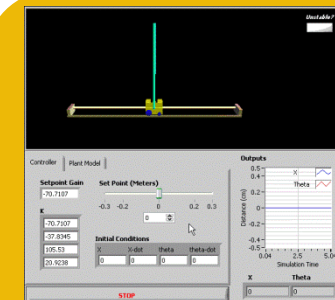 Unstable?
Controller
Plant Model
Setpoint Gain
-70.7107
Set Point (Meters)
-0.3 -0.2 0 0.2 0.3
0
K
-70.7107
-37.8345
105.53
20.9238
Initial Conditions
X X-dot theta theta-dot
0 0 0 0
STOP
Outputs
X
Theta
Distance (cm)
0.5
0.4
0.2
0
-0.2
-0.4
-0.5
0.04 2.5 5.04
Simulation Time
X Theta
0 0